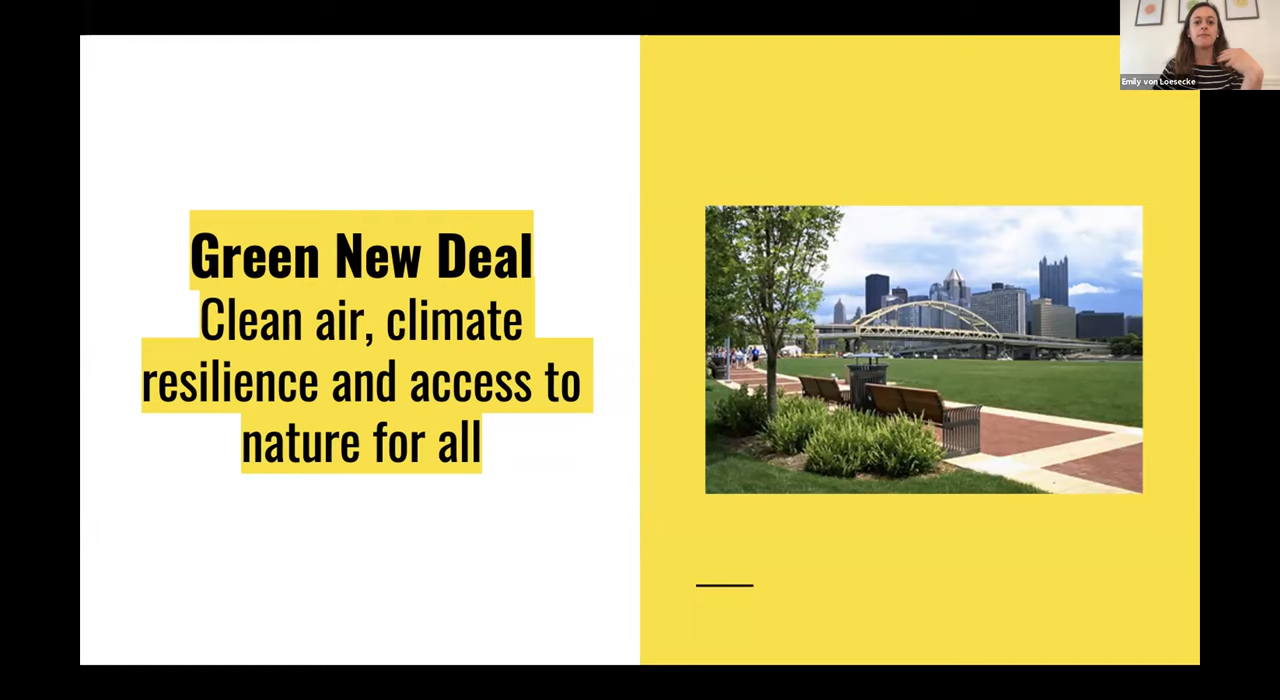 Emily von Loesecke
Green New Deal
Clean air, climate
resilience and access to
nature for all